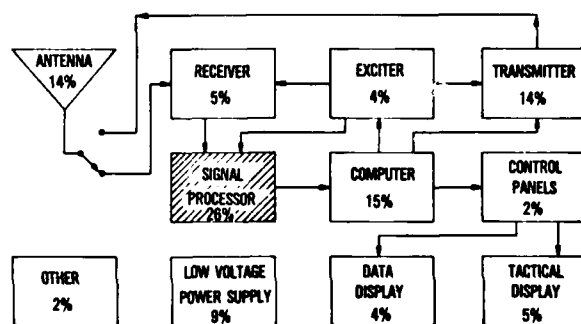 ANTENNA
14%
RECEIVER
5%
EXCITER
4%
TRANSMITTER
14%
SIGNAL
PROCESSOR
26%
COMPUTER
15%
CONTROL
PANELS
2%
OTHER
2%
LOW VOLTAGE
POWER SUPPLY
9%
DATA
DISPLAY
4%
TACTICAL
DISPLAY
5%